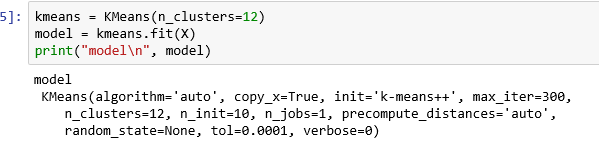 5]: kmeans = KMeans(n_clusters=12)
model = kmeans.fit(X)
print("model\n", model)
model
KMeans(algorithm='auto', copy_x=True, init='k-means++', max_iter=300,
n_clusters=12, n_init=10, n_jobs=1, precompute_distances='auto',
random_state=None, tol=0.0001, verbose=0)